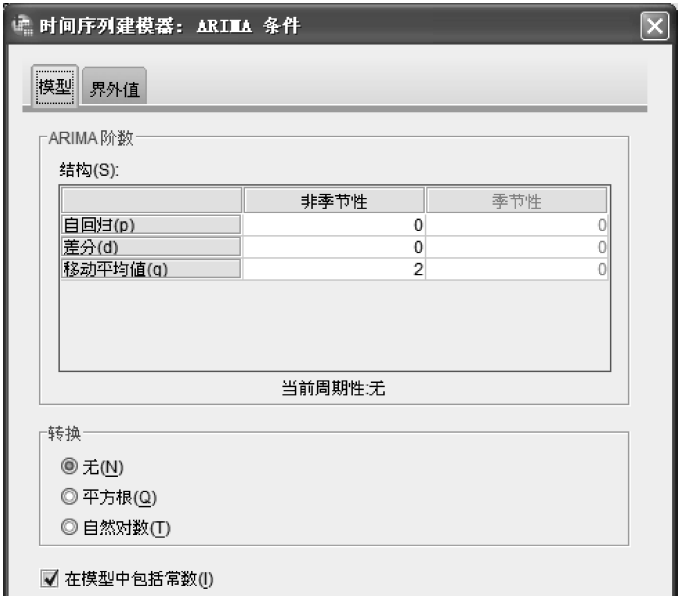 时间序列建模器： ARIMA 条件
模型 界外值
ARIMA 阶数
结构(S):
非季节性 季节性
自回归(p) 0 0
差分(d) 0 0
移动平均值(q) 2 0
当前周期性:无
转换
无(N)
平方根(Q)
自然对数(T)
在模型中包括常数(I)